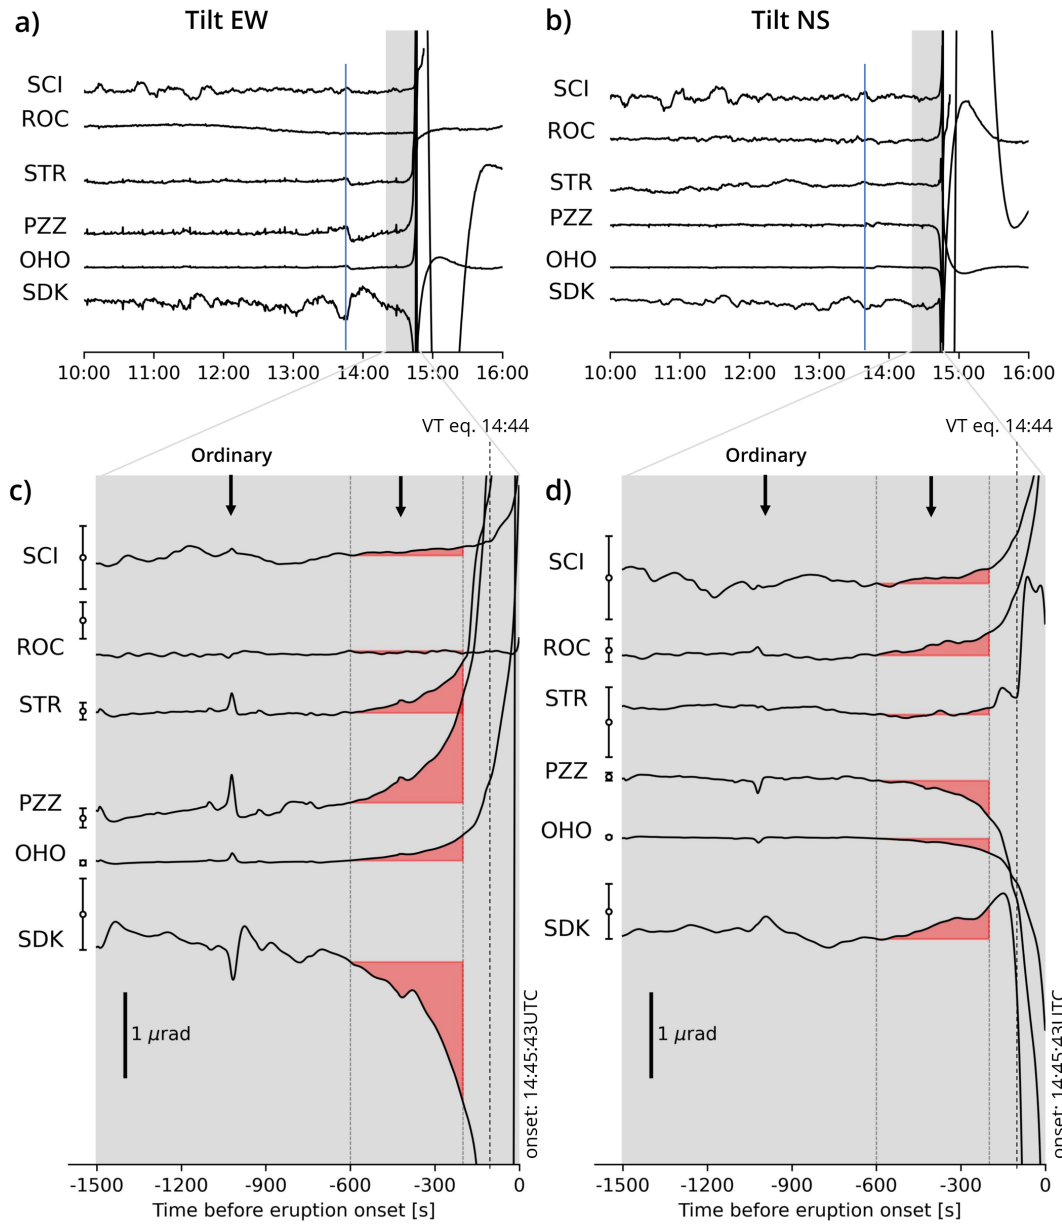 a)
Tilt EW
SCI
ROC
STR
PZZ
OHO
SDK
10:00 11:00 12:00 13:00 14:00 15:00 16:00
b)
Tilt NS
SCI
ROC
STR
PZZ
OHO
SDK
10:00 11:00 12:00 13:00 14:00 15:00 16:00
VT eq. 14:44
Ordinary
c)
SCI
ROC
STR
PZZ
OHO
SDK
1 µrad
onset: 14:45:43UTC
-1500 -1200 -900 -600 -300 0
Time before eruption onset [s]
VT eq. 14:44
Ordinary
d)
SCI
ROC
STR
PZZ
OHO
SDK
1 µrad
onset: 14:45:43UTC
-1500 -1200 -900 -600 -300 0
Time before eruption onset [s]